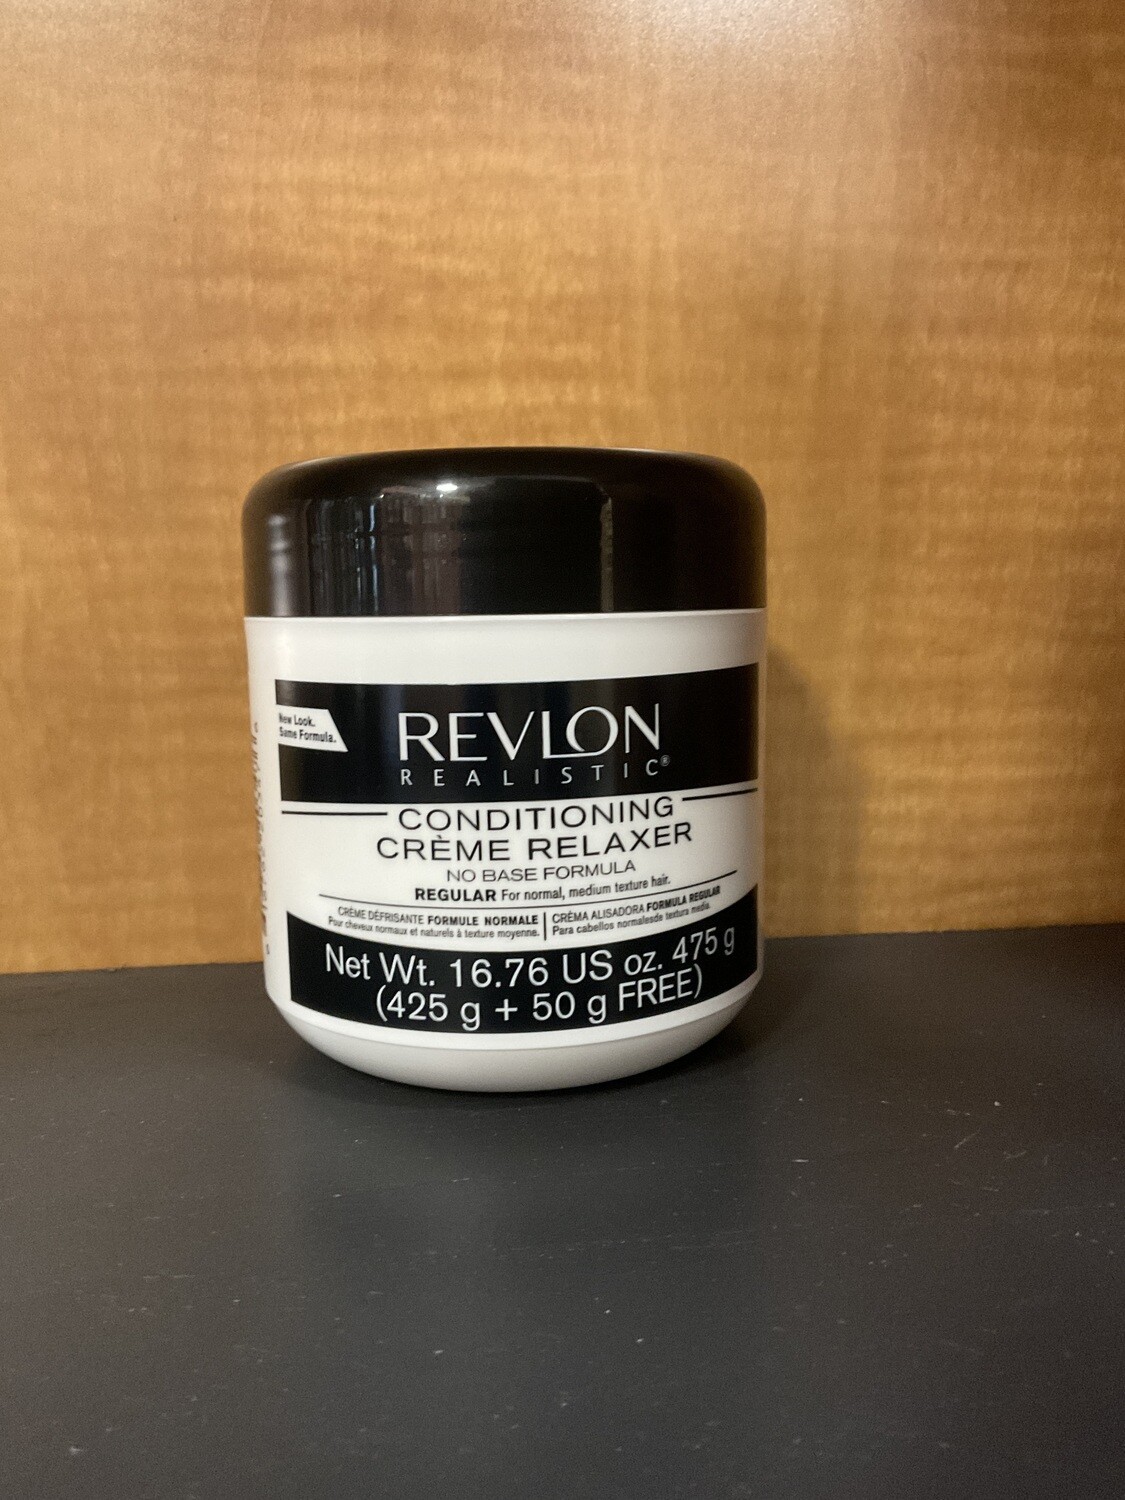 New Look.
Same Formula.
REVLON
REALISTIC®
CONDITIONING
CRÈME RELAXER
NO BASE FORMULA
REGULAR For normal, medium texture hair.
CRÈME DÉFRISANTE FORMULE NORMALE
Pour cheveux normaux et naturels à texture moyenne.
CRÈMA ALISADORA FORMULA REGULAR
Para cabellos normalesde textura media.
Net Wt. 16.76 US oz. 475 g
(425 g + 50 g FREE)